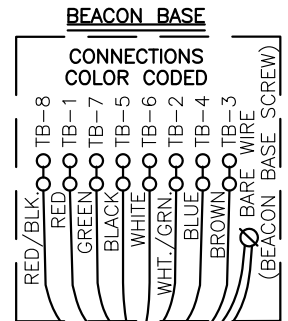 BEACON BASE
CONNECTIONS
COLOR CODED
TB-8
TB-1
TB-7
TB-5
TB-6
TB-2
TB-4
TB-3
RED/BLK.
RED
GREEN
BLACK
WHITE
WHT./GRN.
BLUE
BROWN
BARE WIRE
(BEACON BASE SCREW)